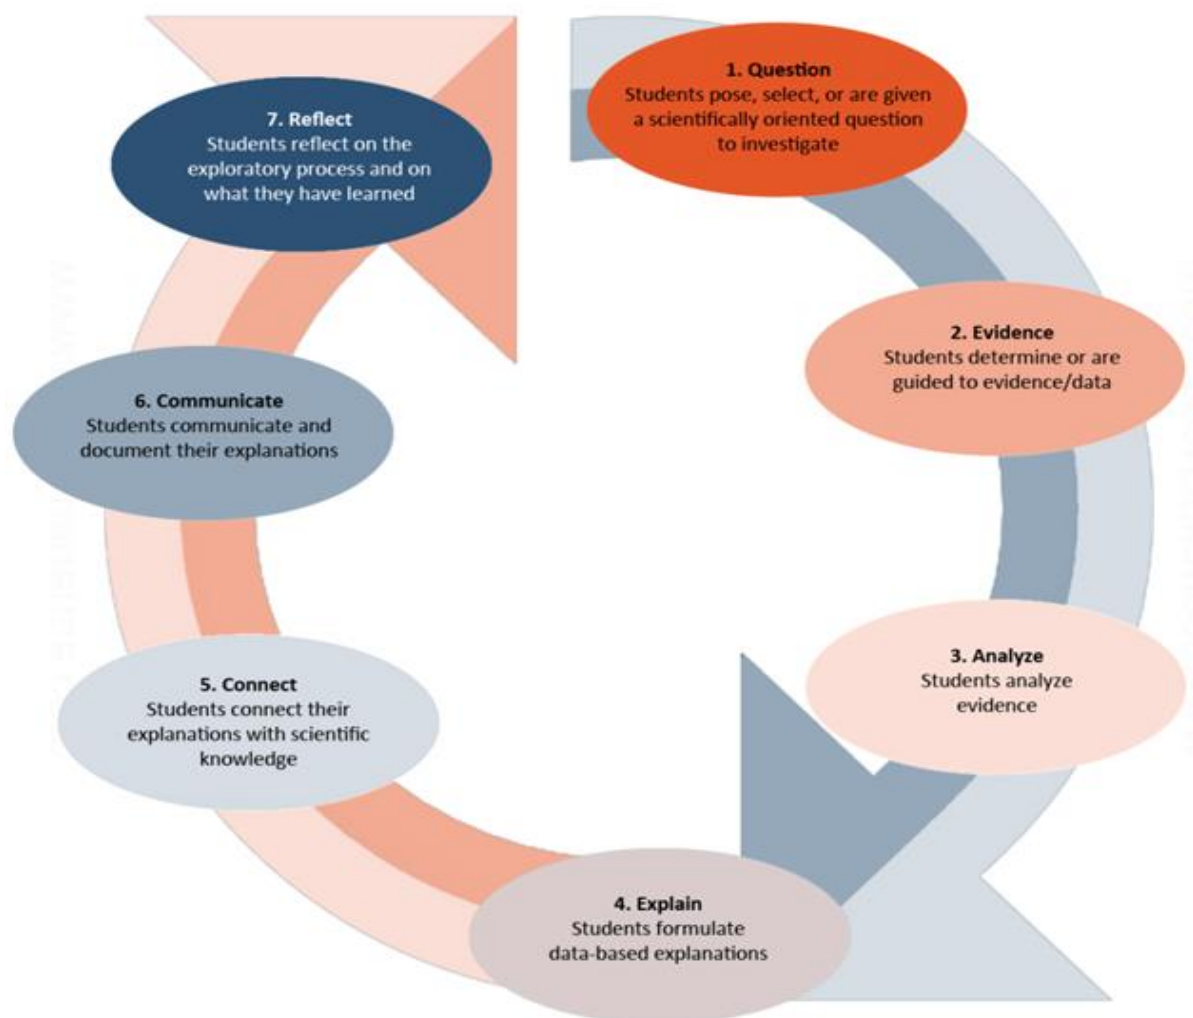 1. Question
Students pose, select, or are given
a scientifically oriented question
to investigate
2. Evidence
Students determine or are
guided to evidence/data
3. Analyze
Students analyze
evidence
4. Explain
Students formulate
data-based explanations
5. Connect
Students connect their
explanations with scientific
knowledge
6. Communicate
Students communicate and
document their explanations
7. Reflect
Students reflect on the
exploratory process and on
what they have learned